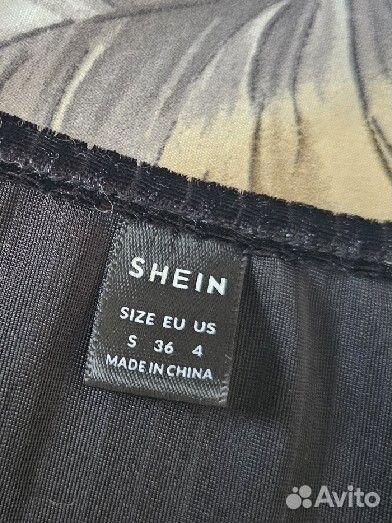 SHEIN
SIZE EU US
S 36 4
MADE IN CHINA
Avito